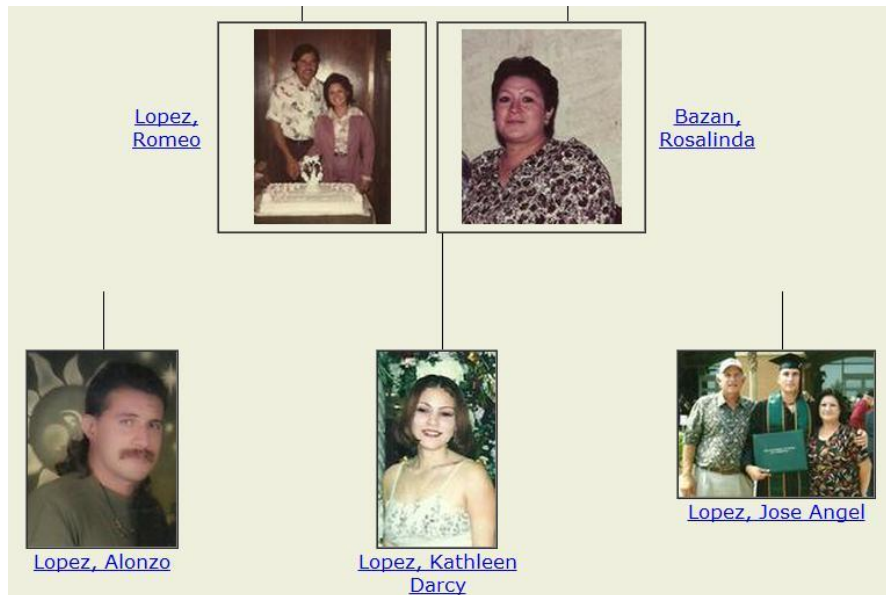 Lopez,
Romeo
Bazan,
Rosalinda
Lopez, Alonzo
Lopez, Kathleen
Darcy
Lopez, Jose Angel